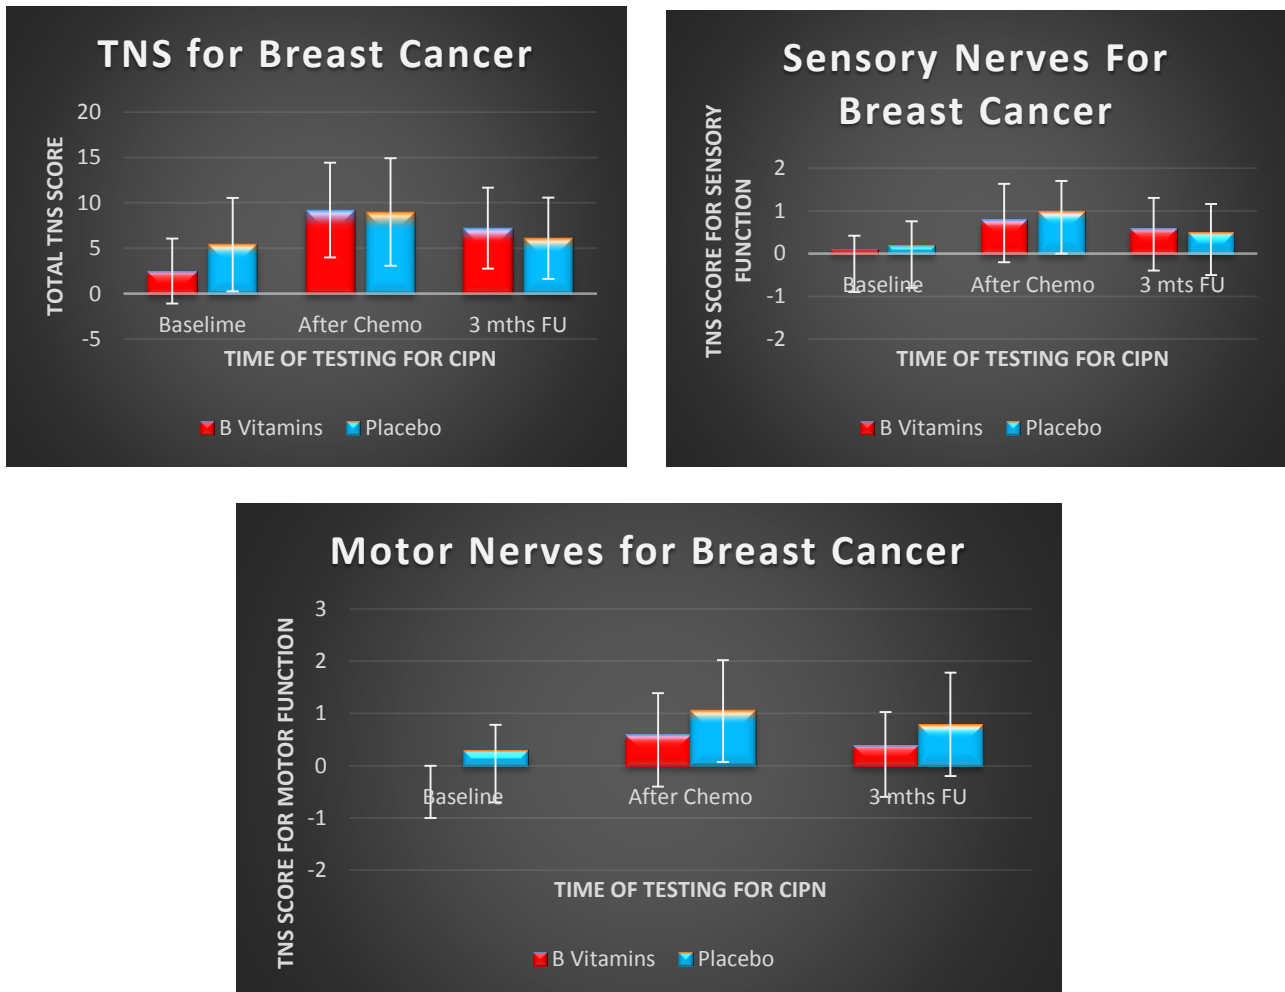 TNS for Breast Cancer
TOTAL TNS SCORE
20
15
10
5
0
-5
Baselime After Chemo 3 mths FU
TIME OF TESTING FOR CIPN
B Vitamins Placebo
Sensory Nerves For
Breast Cancer
TNS SCORE FOR SENSORY
FUNCTION
2
1
0
-1
-2
Baseline After Chemo 3 mts FU
TIME OF TESTING FOR CIPN
B Vitamins Placebo
Motor Nerves for Breast Cancer
TNS SCORE FOR MOTOR FUNCTION
3
2
1
0
-1
-2
Baseline After Chemo 3 mths FU
TIME OF TESTING FOR CIPN
B Vitamins Placebo